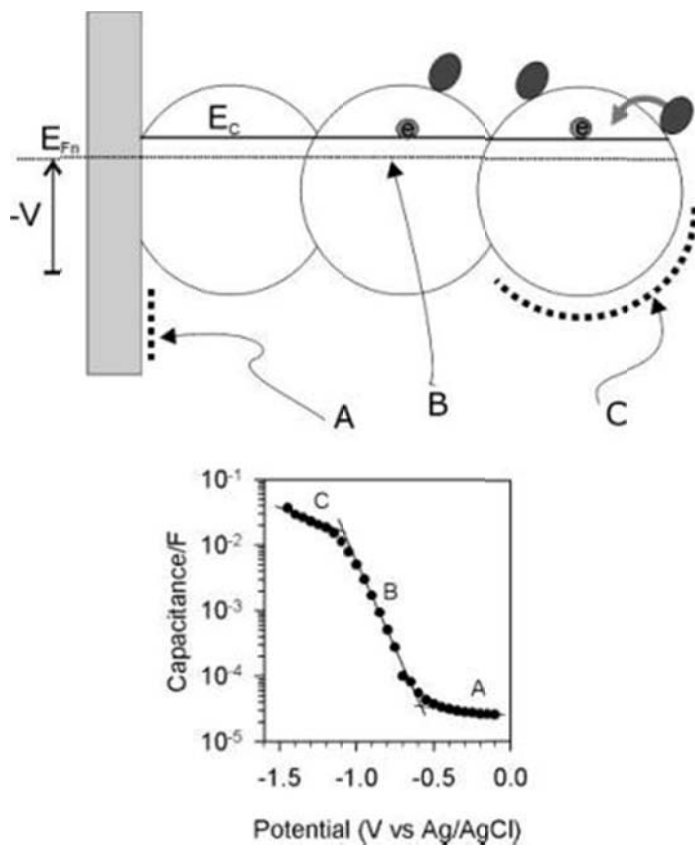 E_C
E_Fn
e
e
-V
A
B
C
10⁻¹
C
10⁻²
B
10⁻³
10⁻⁴
A
10⁻⁵
Capacitance/F
-1.5 -1.0 -0.5 0.0
Potential (V vs Ag/AgCl)